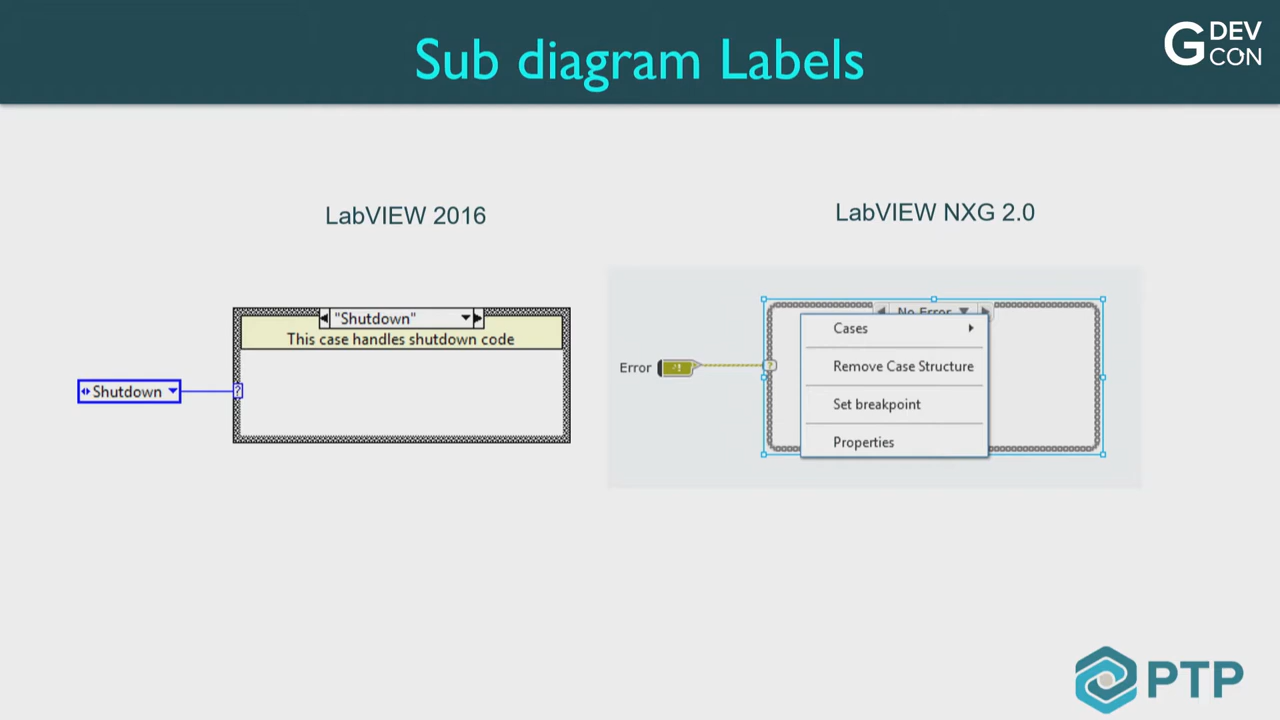 Sub diagram Labels
G DEV CON
LabVIEW 2016
LabVIEW NXG 2.0
"Shutdown"
This case handles shutdown code
Shutdown
?
No Error
Error
?
Cases
Remove Case Structure
Set breakpoint
Properties
PTP